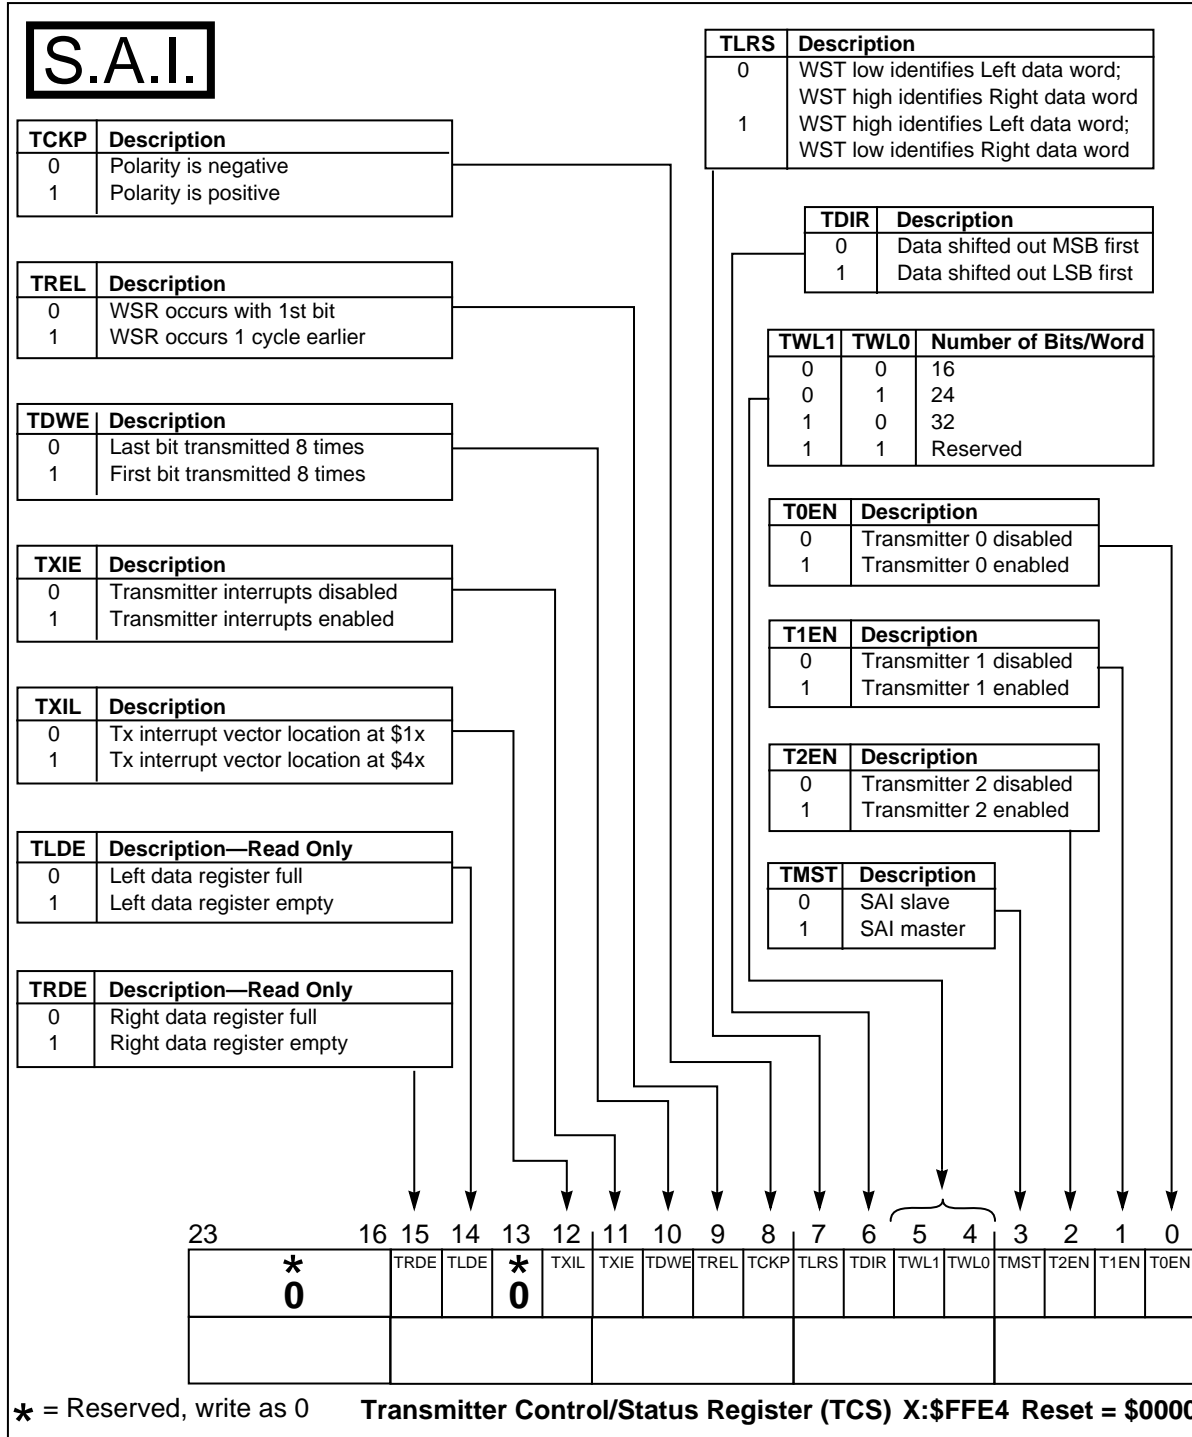 S.A.I.
TCKP Description
0 Polarity is negative
1 Polarity is positive
TREL Description
0 WSR occurs with 1st bit
1 WSR occurs 1 cycle earlier
TDWE Description
0 Last bit transmitted 8 times
1 First bit transmitted 8 times
TXIE Description
0 Transmitter interrupts disabled
1 Transmitter interrupts enabled
TXIL Description
0 Tx interrupt vector location at $1x
1 Tx interrupt vector location at $4x
TLDE Description—Read Only
0 Left data register full
1 Left data register empty
TRDE Description—Read Only
0 Right data register full
1 Right data register empty
TLRS Description
0 WST low identifies Left data word;
WST high identifies Right data word
1 WST high identifies Left data word;
WST low identifies Right data word
TDIR Description
0 Data shifted out MSB first
1 Data shifted out LSB first
TWL1 TWL0 Number of Bits/Word
0 0 16
0 1 24
1 0 32
1 1 Reserved
T0EN Description
0 Transmitter 0 disabled
1 Transmitter 0 enabled
T1EN Description
0 Transmitter 1 disabled
1 Transmitter 1 enabled
T2EN Description
0 Transmitter 2 disabled
1 Transmitter 2 enabled
TMST Description
0 SAI slave
1 SAI master
23 16 15 14 13 12 11 10 9 8 7 6 5 4 3 2 1 0
* TRDE TLDE * TXIL TXIE TDWE TREL TCKP TLRS TDIR TWL1 TWL0 TMST T2EN T1EN T0EN
0 0
* = Reserved, write as 0 Transmitter Control/Status Register (TCS) X:$FFE4 Reset = $0000